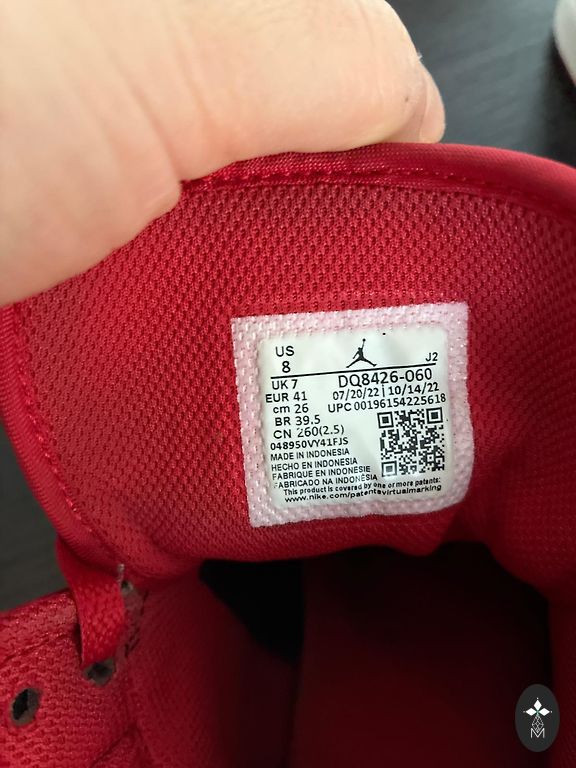 US
8
J2
UK 7 DQ8426-060
EUR 41 07/20/22 | 10/14/22
cm 26 UPC 00196154225618
BR 39.5
CN 260(2.5)
048950VY41FJS
MADE IN INDONESIA
HECHO EN INDONESIE
FABRIQUE EN INDONESIE
FABRICADO NA INDONÉSIA
This product is covered by one or more patents:
www.nike.com/patentsvirtualmarking
M